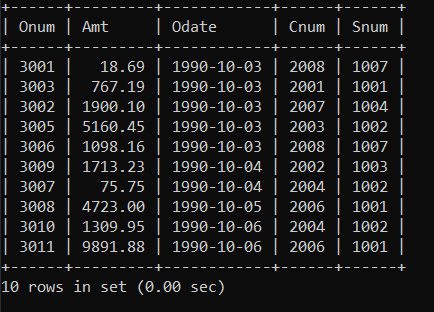 +------+---------+------------+------+------+
| Onum | Amt     | Odate      | Cnum | Snum |
+------+---------+------------+------+------+
| 3001 |   18.69 | 1990-10-03 | 2008 | 1007 |
| 3003 |  767.19 | 1990-10-03 | 2001 | 1001 |
| 3002 | 1900.10 | 1990-10-03 | 2007 | 1004 |
| 3005 | 5160.45 | 1990-10-03 | 2003 | 1002 |
| 3006 | 1098.16 | 1990-10-03 | 2008 | 1007 |
| 3009 | 1713.23 | 1990-10-04 | 2002 | 1003 |
| 3007 |   75.75 | 1990-10-04 | 2004 | 1002 |
| 3008 | 4723.00 | 1990-10-05 | 2006 | 1001 |
| 3010 | 1309.95 | 1990-10-06 | 2004 | 1002 |
| 3011 | 9891.88 | 1990-10-06 | 2006 | 1001 |
+------+---------+------------+------+------+
10 rows in set (0.00 sec)